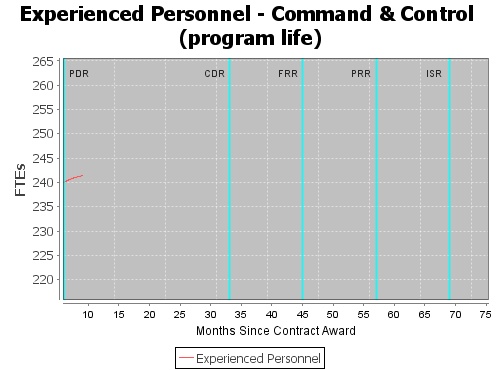 Experienced Personnel - Command & Control
(program life)
265
260
255
250
245
240
235
230
225
220
FTEs
PDR CDR FRR PRR ISR
10 15 20 25 30 35 40 45 50 55 60 65 70 75
Months Since Contract Award
Experienced Personnel